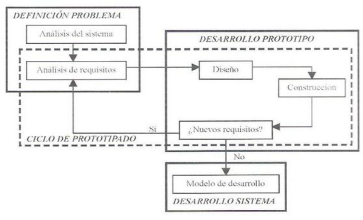 DEFINICIÓN PROBLEMA
Análisis del sistema
Análisis de requisitos
DESARROLLO PROTOTIPO
Diseño
Construcción
¿Nuevos requisitos?
Sí
CICLO DE PROTOTIPADO
No
Modelo de desarrollo
DESARROLLO SISTEMA